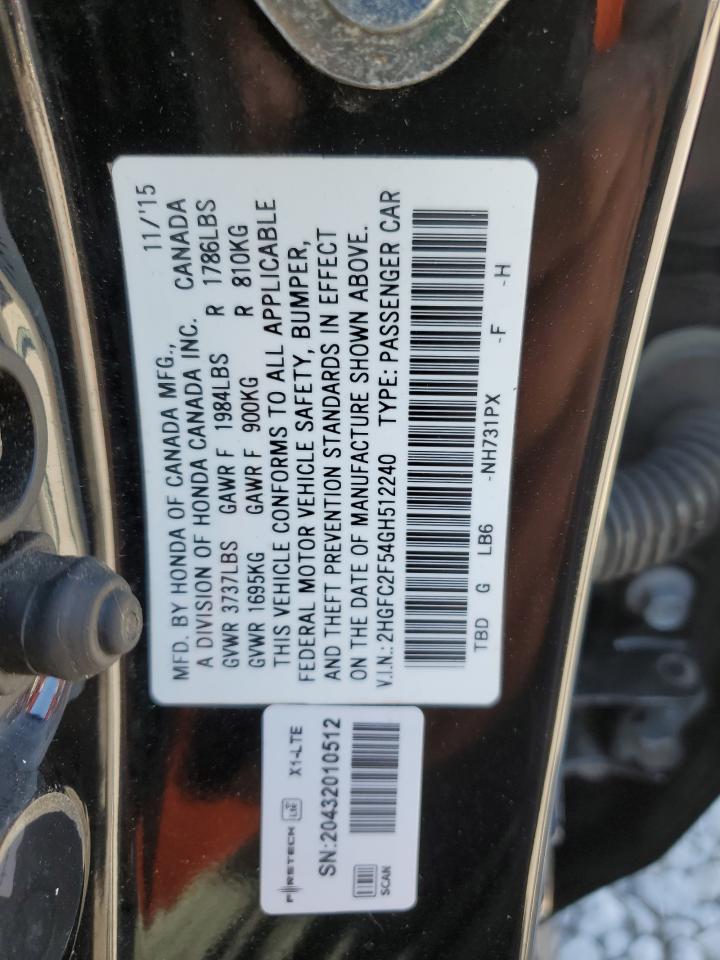 MFD. BY HONDA OF CANADA MFG., 11/'15
A DIVISION OF HONDA CANADA INC. CANADA
GVWR 3737LBS GAWR F 1984LBS R 1786LBS
GVWR 1695KG GAWR F 900KG R 810KG
THIS VEHICLE CONFORMS TO ALL APPLICABLE
FEDERAL MOTOR VEHICLE SAFETY, BUMPER,
AND THEFT PREVENTION STANDARDS IN EFFECT
ON THE DATE OF MANUFACTURE SHOWN ABOVE.
V.I.N.: 2HGFC2F54GH512240 TYPE: PASSENGER CAR
TBD G LB6 -NH731PX -F -H
FIRSTECH LTE X1-LTE
SN:20432010512
SCAN